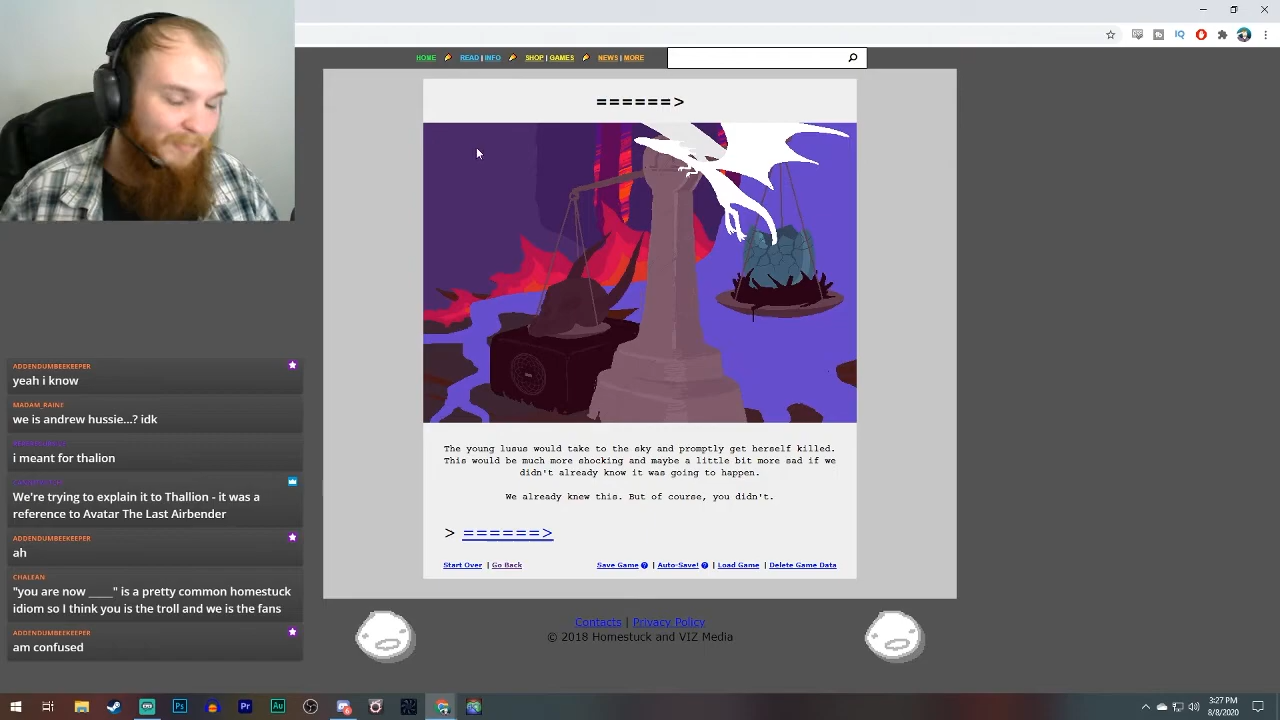 HOME READ | INFO SHOP | GAMES NEWS | MORE
======>
The young lusus would take to the sky and promptly get herself killed.
This would be much more shocking and maybe a little bit more sad if we
didn't already know it was going to happen.
We already knew this. But of course, you didn't.
> ======>
Start Over | Go Back Save Game ? | Auto-Save! ? | Load Game | Delete Game Data
Contacts | Privacy Policy
© 2018 Homestuck and VIZ Media
ADDENDUMBEEKEEPER
yeah i know
MADAM_RAINE
we is andrew hussie...? idk
i meant for thalion
We're trying to explain it to Thallion - it was a
reference to Avatar The Last Airbender
ADDENDUMBEEKEEPER
ah
CHALEAN
"you are now _____" is a pretty common homestuck
idiom so I think you is the troll and we is the fans
ADDENDUMBEEKEEPER
am confused
3:27 PM
8/8/2020